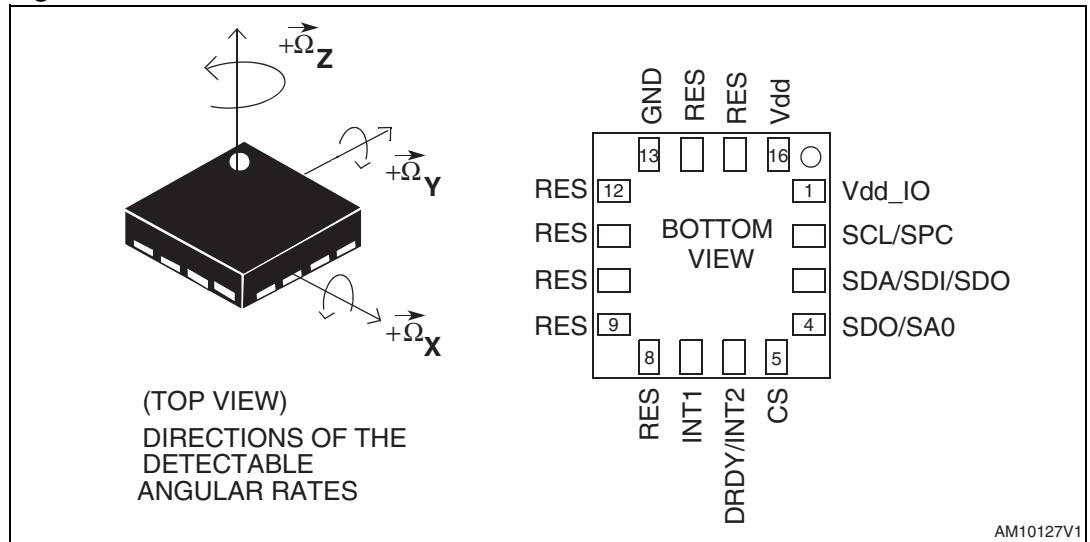 +Ω Z
+Ω Y
+Ω X
(TOP VIEW)
DIRECTIONS OF THE
DETECTABLE
ANGULAR RATES
GND
RES
RES
Vdd
13
16
RES
12
1
Vdd_IO
RES
BOTTOM
VIEW
SCL/SPC
RES
SDA/SDI/SDO
RES
9
4
SDO/SA0
8
5
RES
INT1
DRDY/INT2
CS
AM10127V1